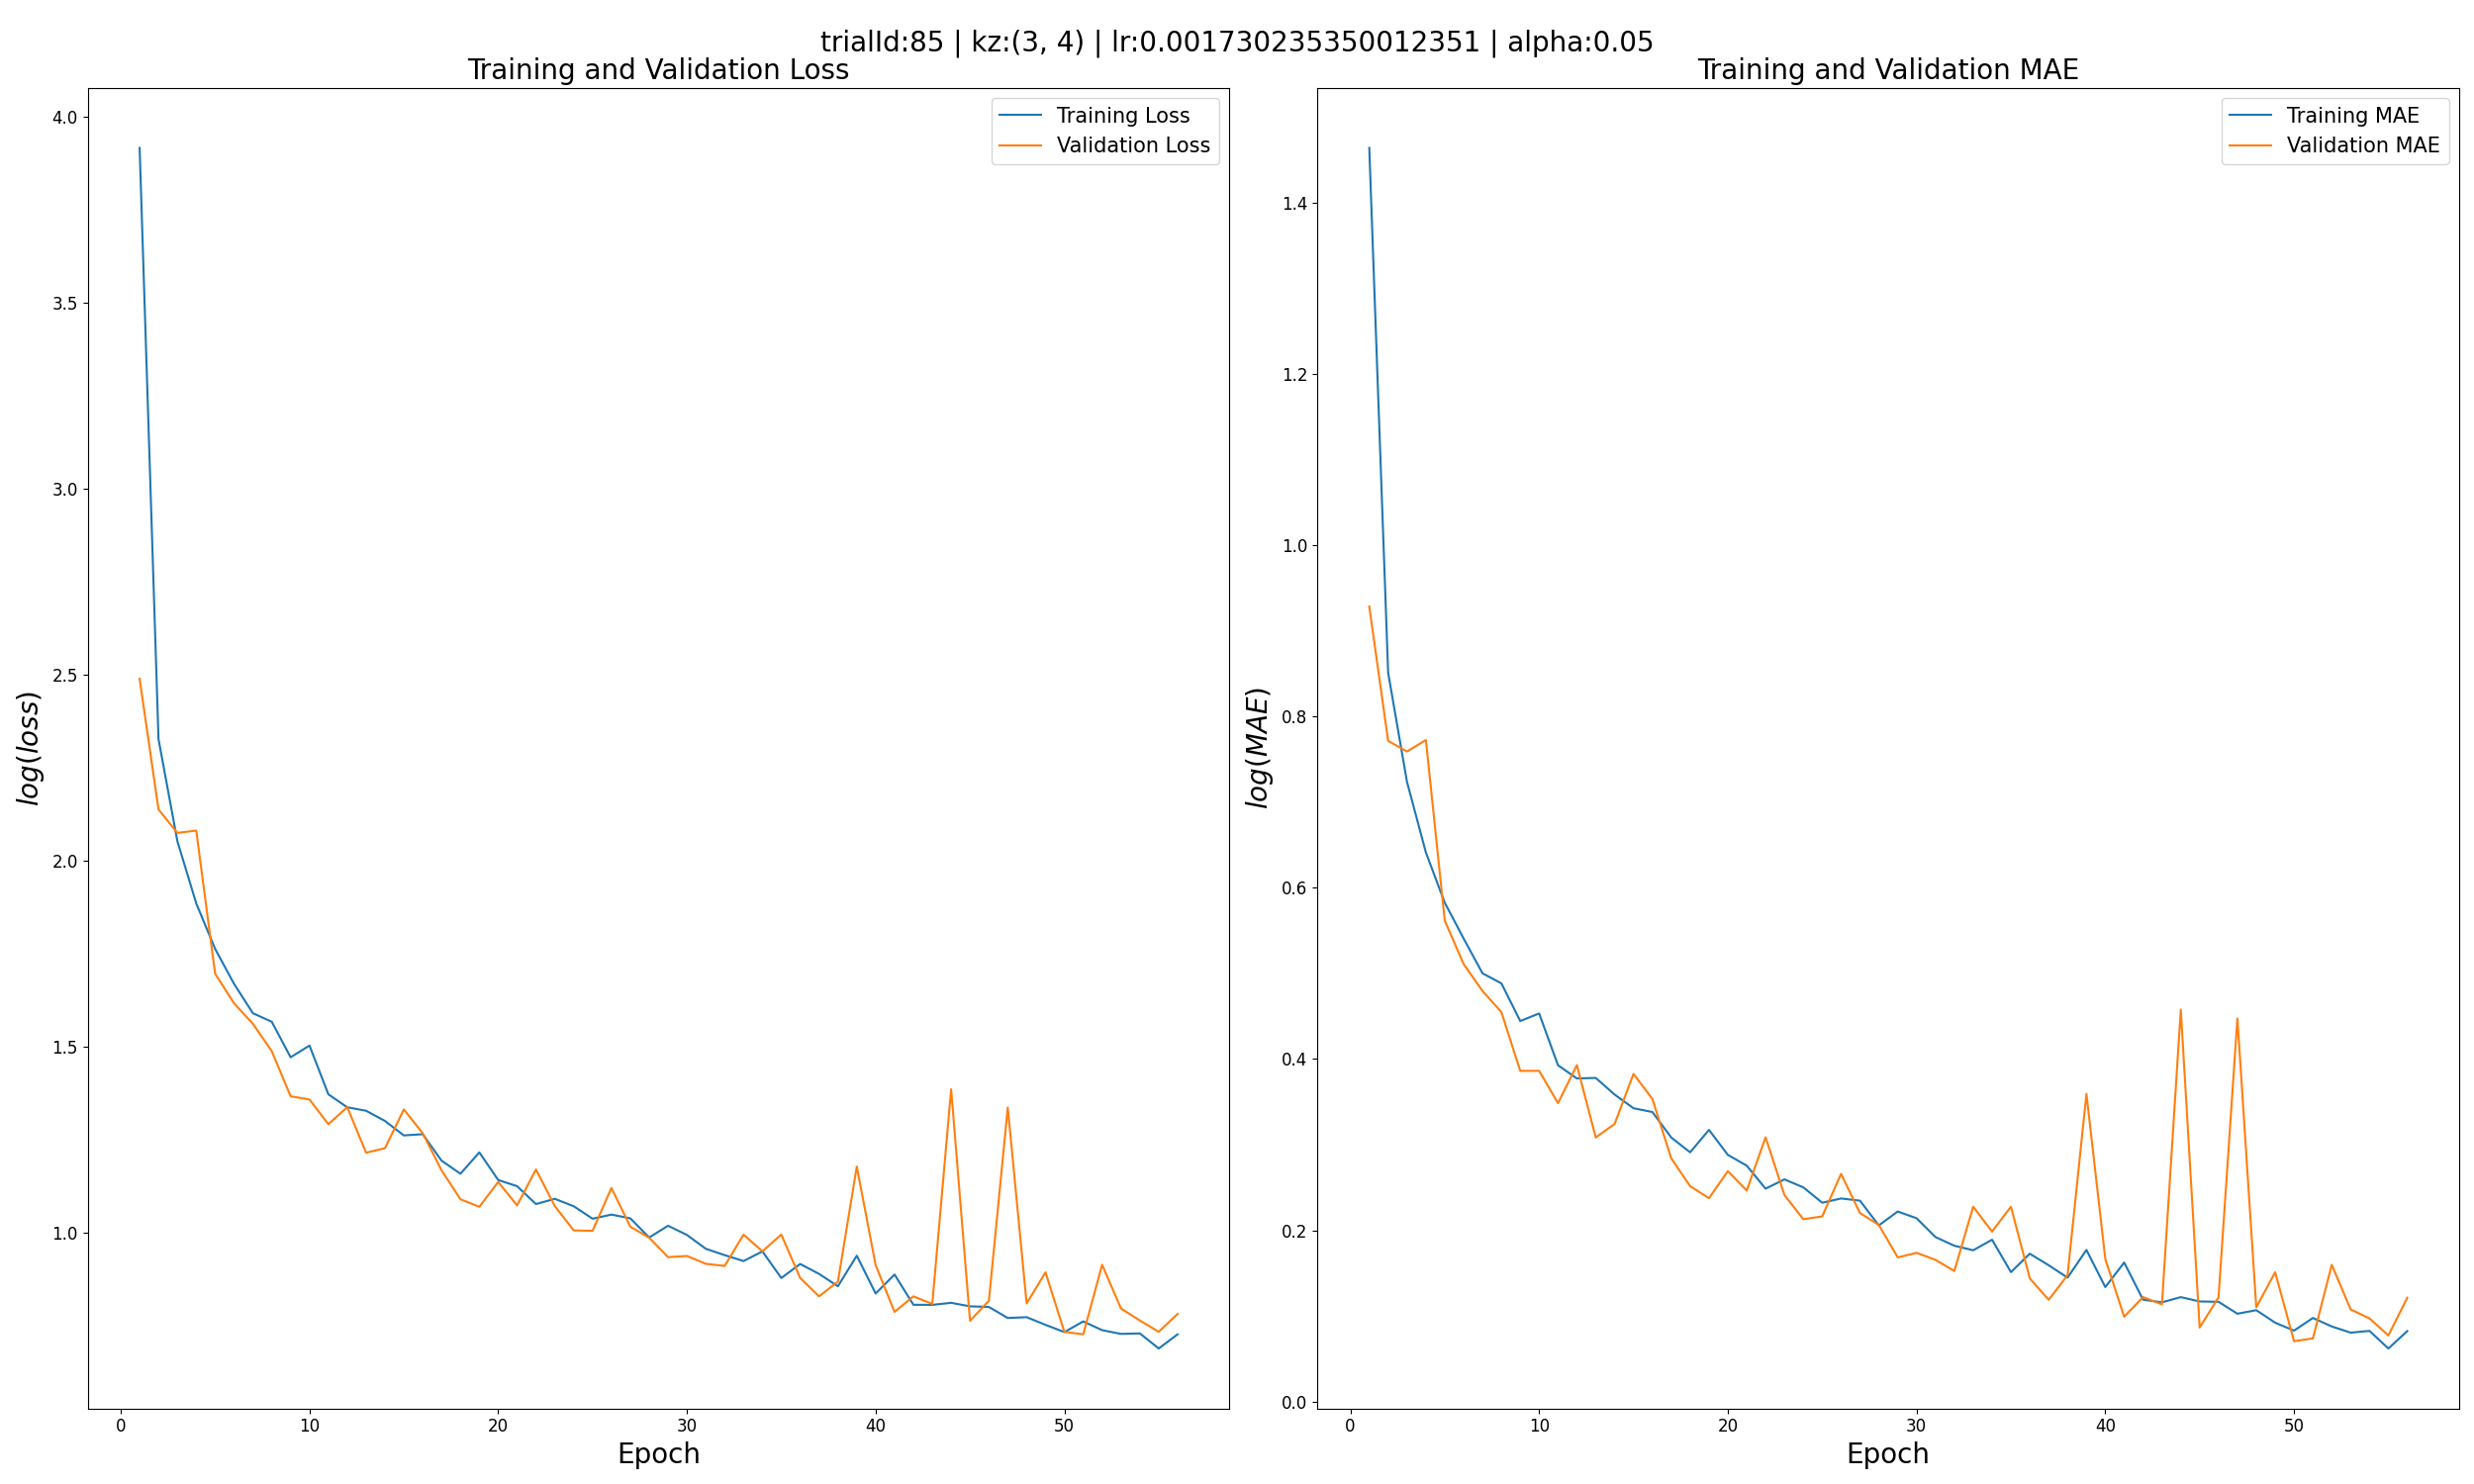 trialId:85 | kz:(3, 4) | lr:0.001730235350012351 | alpha:0.05
Training and Validation Loss
Training Loss
Validation Loss
4.0
3.5
3.0
2.5
2.0
1.5
1.0
log(loss)
0 10 20 30 40 50
Epoch
Training and Validation MAE
Training MAE
Validation MAE
1.4
1.2
1.0
0.8
0.6
0.4
0.2
0.0
log(MAE)
0 10 20 30 40 50
Epoch